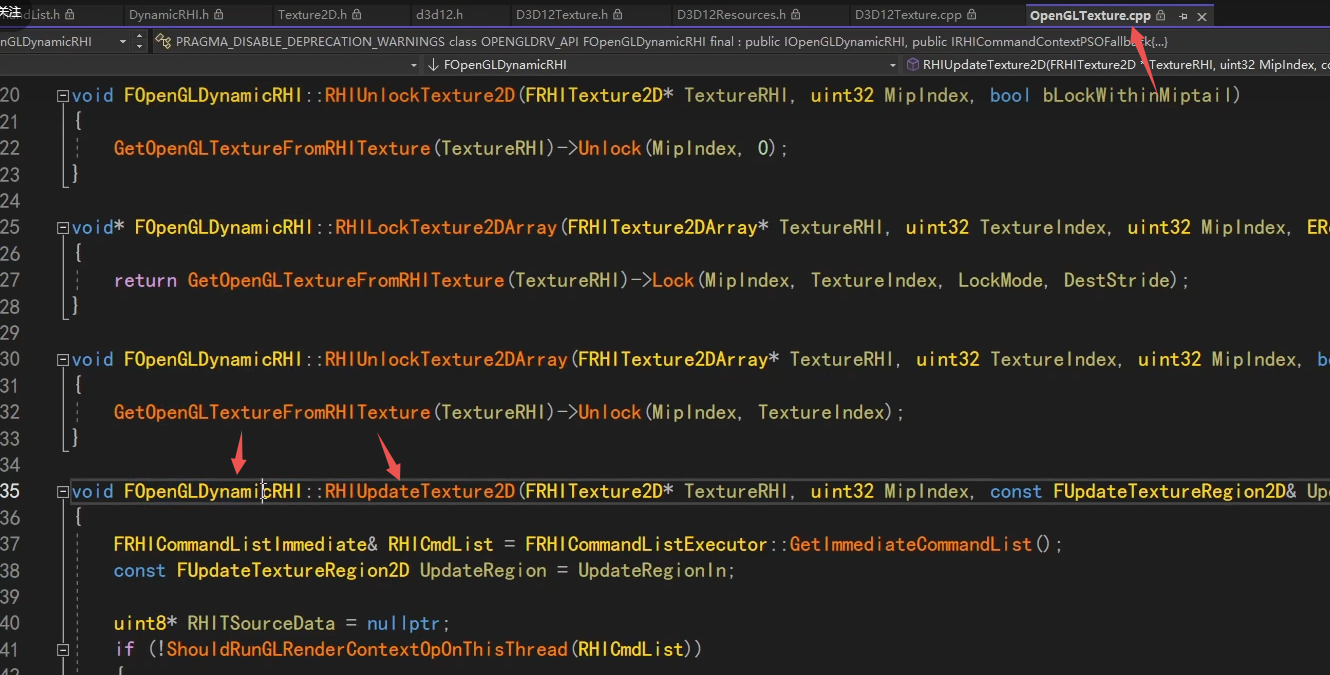 关注
dList.h DynamicRHI.h Texture2D.h d3d12.h D3D12Texture.h D3D12Resources.h D3D12Texture.cpp OpenGLTexture.cpp
nGLDynamicRHI PRAGMA_DISABLE_DEPRECATION_WARNINGS class OPENGLDRV_API FOpenGLDynamicRHI final : public IOpenGLDynamicRHI, public IRHICommandContextPSOFallback{...}
FOpenGLDynamicRHI RHIUpdateTexture2D(FRHITexture2D * TextureRHI, uint32 MipIndex, co
20 void FOpenGLDynamicRHI::RHIUnlockTexture2D(FRHITexture2D* TextureRHI, uint32 MipIndex, bool bLockWithinMiptail)
21 {
22 GetOpenGLTextureFromRHITexture(TextureRHI)->Unlock(MipIndex, 0);
23 }
24
25 void* FOpenGLDynamicRHI::RHILockTexture2DArray(FRHITexture2DArray* TextureRHI, uint32 TextureIndex, uint32 MipIndex, ERe
26 {
27 return GetOpenGLTextureFromRHITexture(TextureRHI)->Lock(MipIndex, TextureIndex, LockMode, DestStride);
28 }
29
30 void FOpenGLDynamicRHI::RHIUnlockTexture2DArray(FRHITexture2DArray* TextureRHI, uint32 TextureIndex, uint32 MipIndex, bo
31 {
32 GetOpenGLTextureFromRHITexture(TextureRHI)->Unlock(MipIndex, TextureIndex);
33 }
34
35 void FOpenGLDynamicRHI::RHIUpdateTexture2D(FRHITexture2D* TextureRHI, uint32 MipIndex, const FUpdateTextureRegion2D& Up
36 {
37 FRHICommandListImmediate& RHICmdList = FRHICommandListExecutor::GetImmediateCommandList();
38 const FUpdateTextureRegion2D UpdateRegion = UpdateRegionIn;
39
40 uint8* RHITSourceData = nullptr;
41 if (!ShouldRunGLRenderContextOpOnThisThread(RHICmdList))
42 {